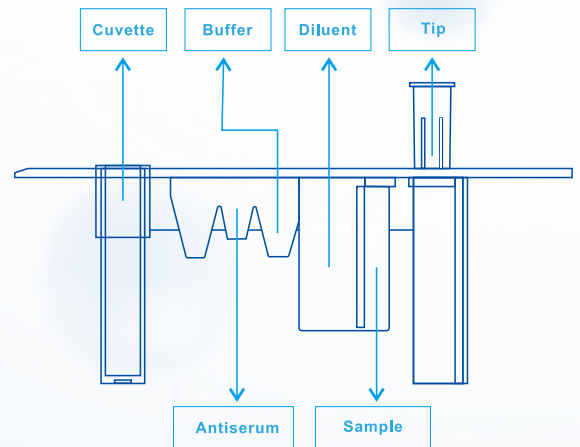 Cuvette
Buffer
Diluent
Tip
Antiserum
Sample